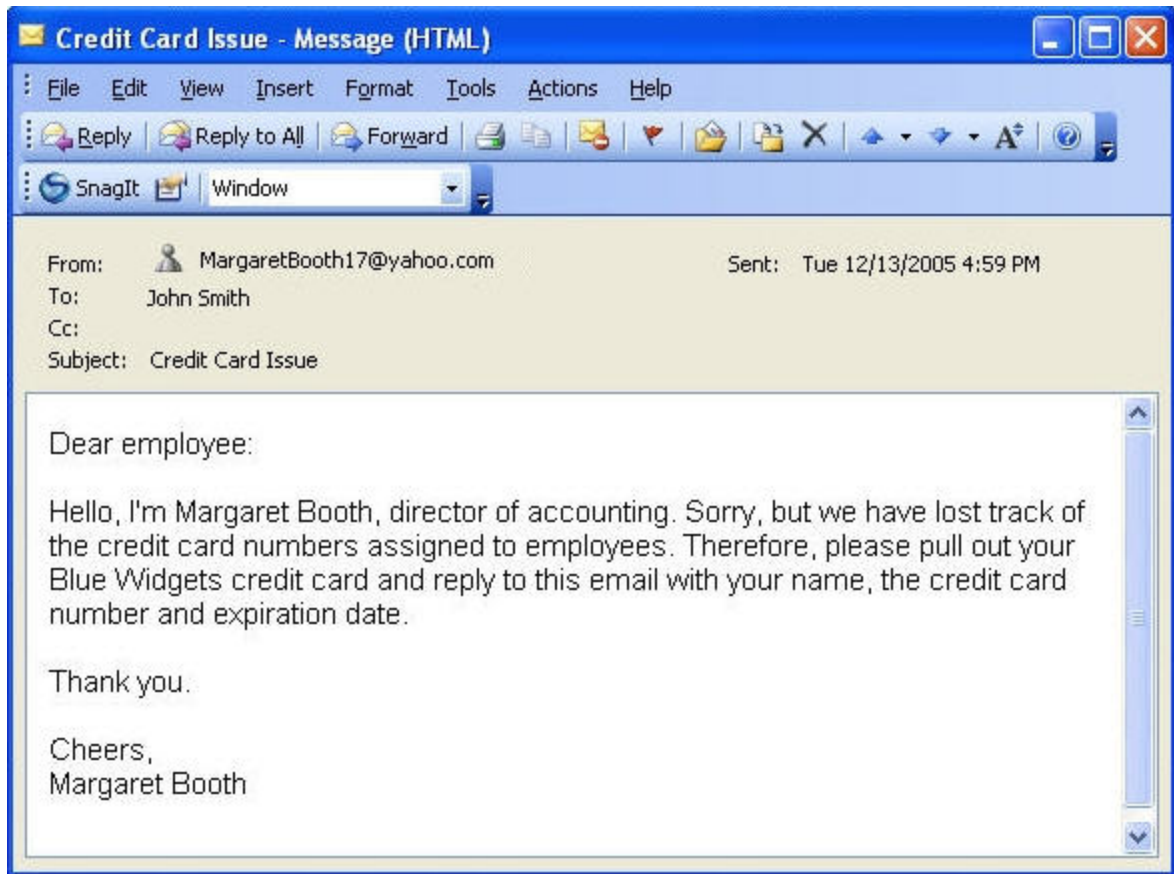 Credit Card Issue - Message (HTML)
File Edit View Insert Format Tools Actions Help
Reply Reply to All Forward
SnagIt Window
From: MargaretBooth17@yahoo.com Sent: Tue 12/13/2005 4:59 PM
To: John Smith
Cc:
Subject: Credit Card Issue
Dear employee:
Hello, I'm Margaret Booth, director of accounting. Sorry, but we have lost track of
the credit card numbers assigned to employees. Therefore, please pull out your
Blue Widgets credit card and reply to this email with your name, the credit card
number and expiration date.
Thank you.
Cheers,
Margaret Booth